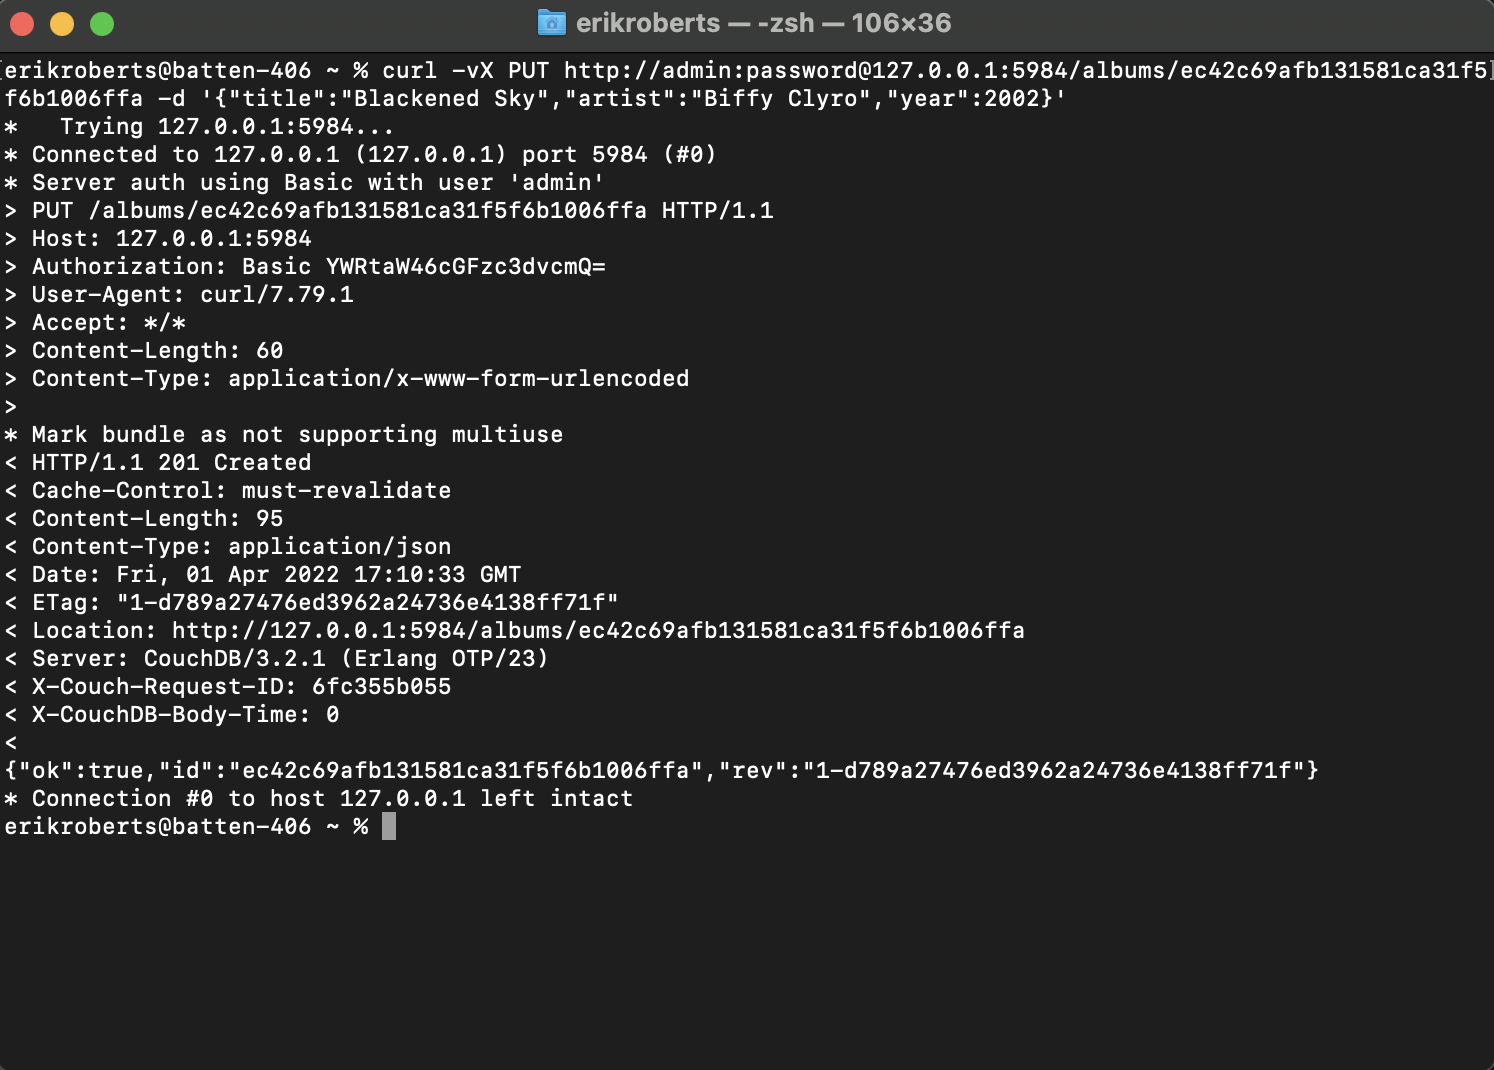 erikroberts — -zsh — 106×36
erikroberts@batten-406 ~ % curl -vX PUT http://admin:password@127.0.0.1:5984/albums/ec42c69afb131581ca31f5
f6b1006ffa -d '{"title":"Blackened Sky","artist":"Biffy Clyro","year":2002}'
*   Trying 127.0.0.1:5984...
* Connected to 127.0.0.1 (127.0.0.1) port 5984 (#0)
* Server auth using Basic with user 'admin'
> PUT /albums/ec42c69afb131581ca31f5f6b1006ffa HTTP/1.1
> Host: 127.0.0.1:5984
> Authorization: Basic YWRtaW46cGFzc3dvcmQ=
> User-Agent: curl/7.79.1
> Accept: */*
> Content-Length: 60
> Content-Type: application/x-www-form-urlencoded
>
* Mark bundle as not supporting multiuse
< HTTP/1.1 201 Created
< Cache-Control: must-revalidate
< Content-Length: 95
< Content-Type: application/json
< Date: Fri, 01 Apr 2022 17:10:33 GMT
< ETag: "1-d789a27476ed3962a24736e4138ff71f"
< Location: http://127.0.0.1:5984/albums/ec42c69afb131581ca31f5f6b1006ffa
< Server: CouchDB/3.2.1 (Erlang OTP/23)
< X-Couch-Request-ID: 6fc355b055
< X-CouchDB-Body-Time: 0
<
{"ok":true,"id":"ec42c69afb131581ca31f5f6b1006ffa","rev":"1-d789a27476ed3962a24736e4138ff71f"}
* Connection #0 to host 127.0.0.1 left intact
erikroberts@batten-406 ~ %